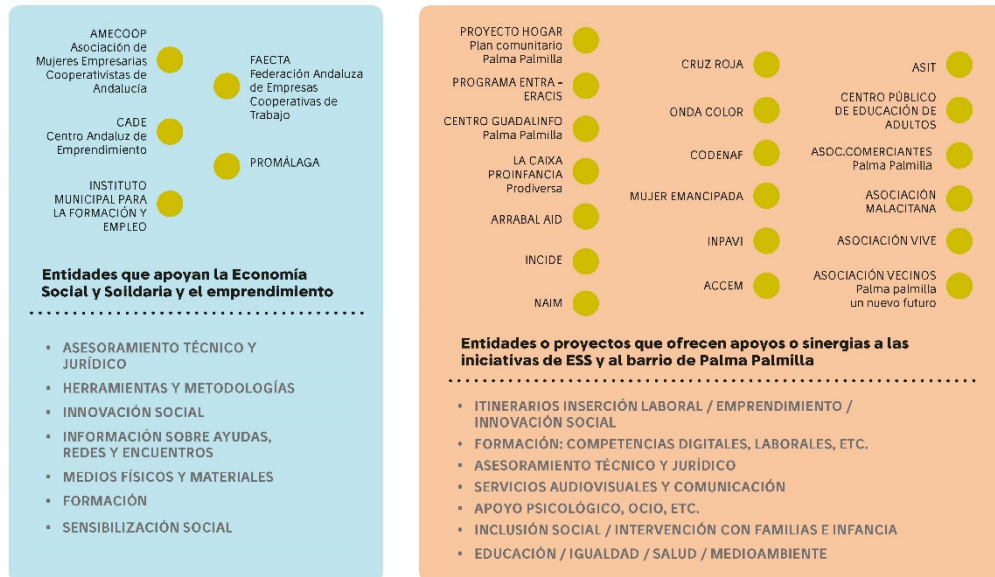 AMECOOP
Asociación de
Mujeres Empresarias
Cooperativistas de
Andalucía
CADE
Centro Andaluz de
Emprendimiento
INSTITUTO
MUNICIPAL PARA
LA FORMACIÓN Y
EMPLEO
FAECTA
Federación Andaluza
de Empresas
Cooperativas de
Trabajo
PROMÁLAGA
Entidades que apoyan la Economía
Social y Soildaria y el emprendimiento
• ASESORAMIENTO TÉCNICO Y
JURÍDICO
• HERRAMIENTAS Y METODOLOGÍAS
• INNOVACIÓN SOCIAL
• INFORMACIÓN SOBRE AYUDAS,
REDES Y ENCUENTROS
• MEDIOS FÍSICOS Y MATERIALES
• FORMACIÓN
• SENSIBILIZACIÓN SOCIAL
PROYECTO HOGAR
Plan comunitario
Palma Palmilla
PROGRAMA ENTRA –
ERACIS
CENTRO GUADALINFO
Palma Palmilla
LA CAIXA
PROINFANCIA
Prodiversa
ARRABAL AID
INCIDE
NAIM
CRUZ ROJA
ONDA COLOR
CODENAF
MUJER EMANCIPADA
INPAVI
ACCEM
ASIT
CENTRO PÚBLICO
DE EDUCACIÓN DE
ADULTOS
ASOC.COMERCIANTES
Palma Palmilla
ASOCIACIÓN
MALACITANA
ASOCIACIÓN VIVE
ASOCIACIÓN VECINOS
Palma palmilla
un nuevo futuro
Entidades o proyectos que ofrecen apoyos o sinergias a las
iniciativas de ESS y al barrio de Palma Palmilla
• ITINERARIOS INSERCIÓN LABORAL / EMPRENDIMIENTO /
INNOVACIÓN SOCIAL
• FORMACIÓN: COMPETENCIAS DIGITALES, LABORALES, ETC.
• ASESORAMIENTO TÉCNICO Y JURÍDICO
• SERVICIOS AUDIOVISUALES Y COMUNICACIÓN
• APOYO PSICOLÓGICO, OCIO, ETC.
• INCLUSIÓN SOCIAL / INTERVENCIÓN CON FAMILIAS E INFANCIA
• EDUCACIÓN / IGUALDAD / SALUD / MEDIOAMBIENTE